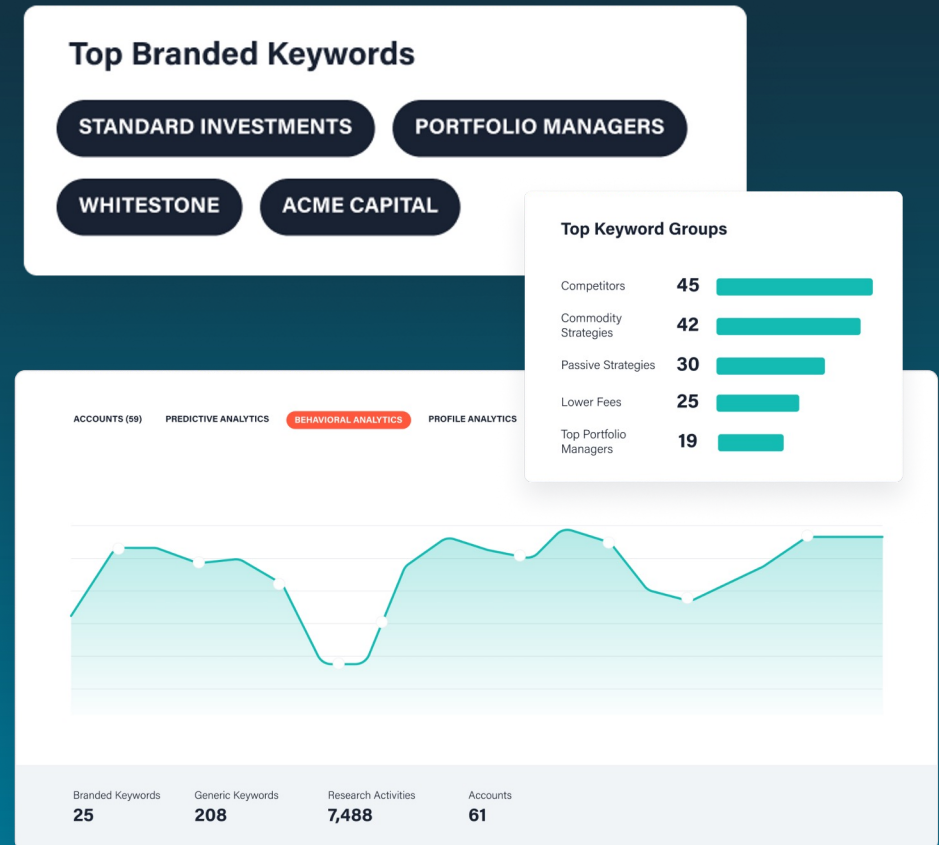 Top Branded Keywords
STANDARD INVESTMENTS
PORTFOLIO MANAGERS
WHITESTONE
ACME CAPITAL
Top Keyword Groups
Competitors 45
Commodity
Strategies 42
Passive Strategies 30
Lower Fees 25
Top Portfolio
Managers 19
ACCOUNTS (59) PREDICTIVE ANALYTICS BEHAVIORAL ANALYTICS PROFILE ANALYTICS
Branded Keywords Generic Keywords Research Activities Accounts
25 208 7,488 61